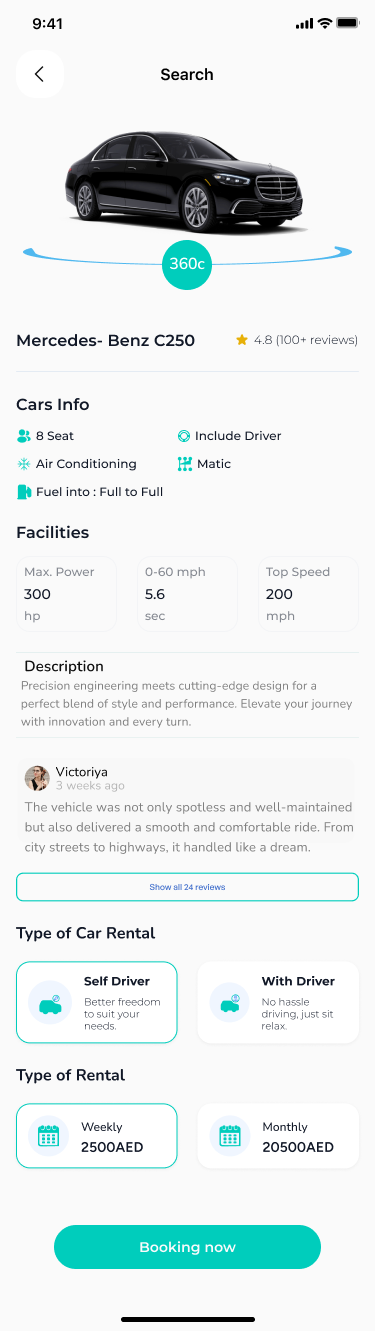 9:41
Search
360c
Mercedes- Benz C250
4.8 (100+ reviews)
Cars Info
8 Seat
Include Driver
Air Conditioning
Matic
Fuel into : Full to Full
Facilities
Max. Power
300
hp
0-60 mph
5.6
sec
Top Speed
200
mph
Description
Precision engineering meets cutting-edge design for a
perfect blend of style and performance. Elevate your journey
with innovation and every turn.
Victoriya
3 weeks ago
The vehicle was not only spotless and well-maintained
but also delivered a smooth and comfortable ride. From
city streets to highways, it handled like a dream.
Show all 24 reviews
Type of Car Rental
Self Driver
Better freedom
to suit your
needs.
With Driver
No hassle
driving, just sit
relax.
Type of Rental
Weekly
2500AED
Monthly
20500AED
Booking now